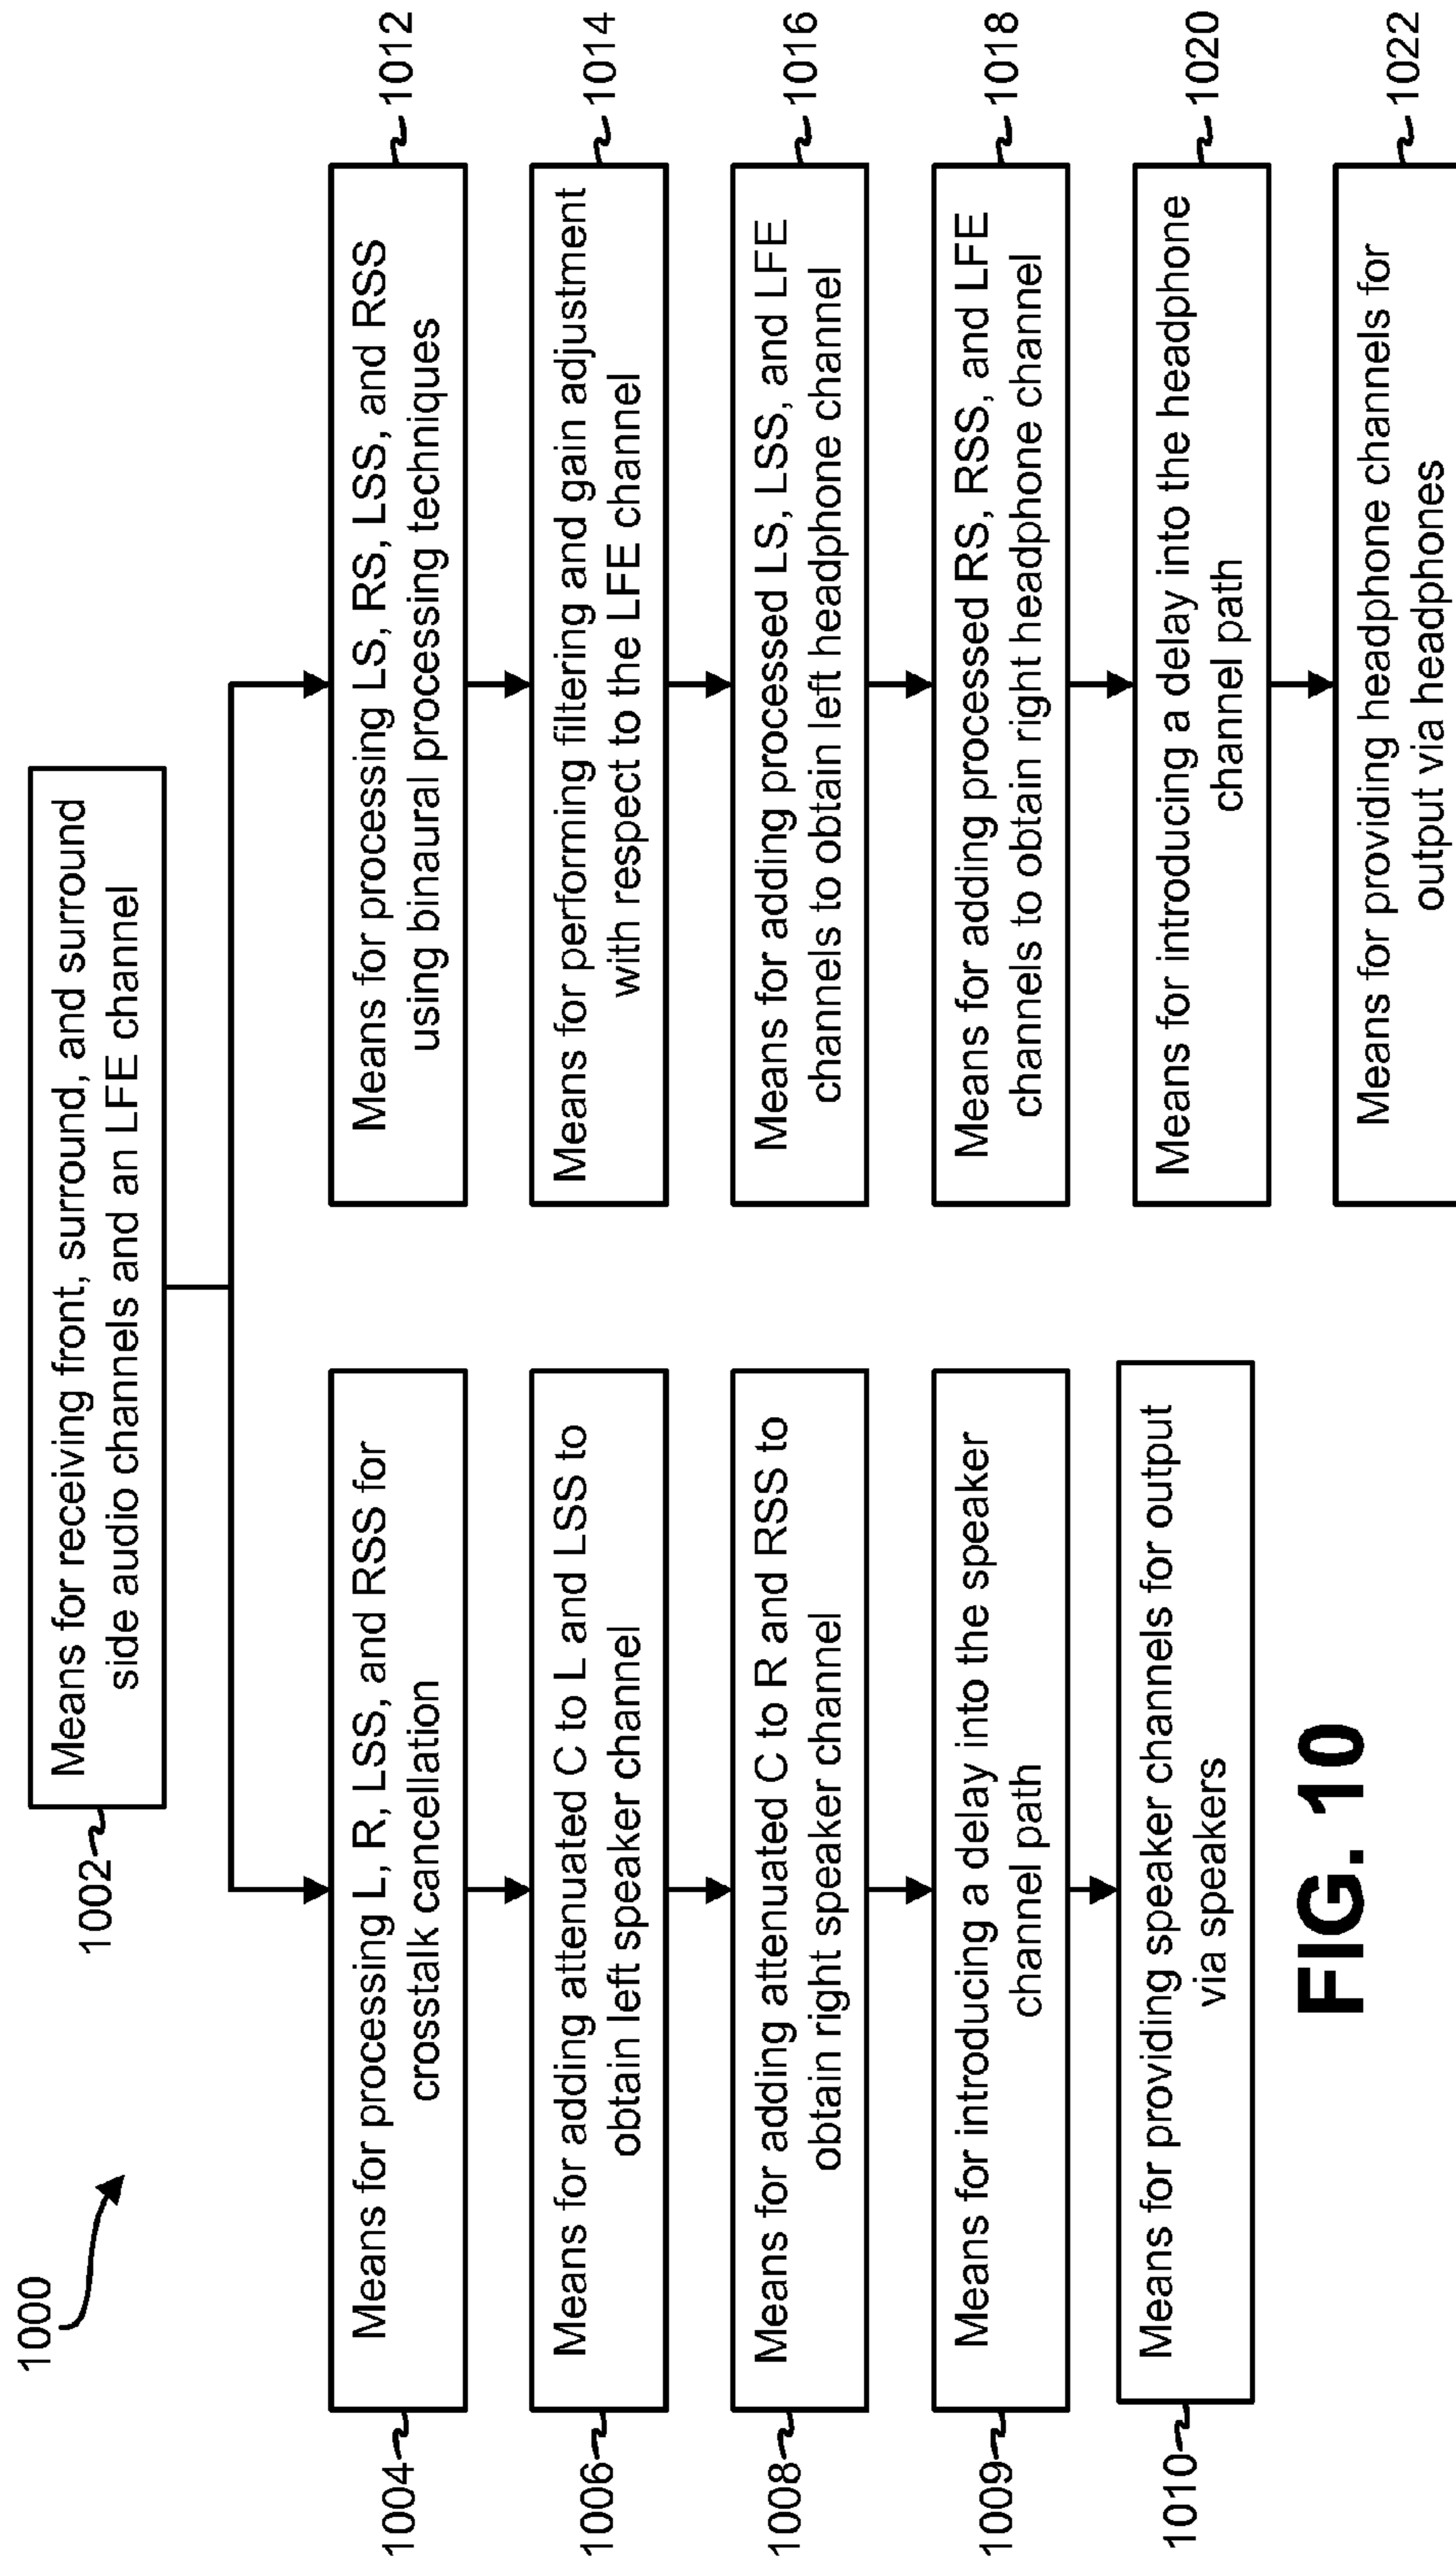 1000
1002
Means for receiving front, surround, and surround
side audio channels and an LFE channel
1004
Means for processing L, R, LSS, and RSS for
crosstalk cancellation
1006
Means for adding attenuated C to L and LSS to
obtain left speaker channel
1008
Means for adding attenuated C to R and RSS to
obtain right speaker channel
1009
Means for introducing a delay into the speaker
channel path
1010
Means for providing speaker channels for output
via speakers
Means for processing LS, RS, LSS, and RSS
using binaural processing techniques
1012
Means for performing filtering and gain adjustment
with respect to the LFE channel
1014
Means for adding processed LS, LSS, and LFE
channels to obtain left headphone channel
1016
Means for adding processed RS, RSS, and LFE
channels to obtain right headphone channel
1018
Means for introducing a delay into the headphone
channel path
1020
Means for providing headphone channels for
output via headphones
1022
FIG. 10